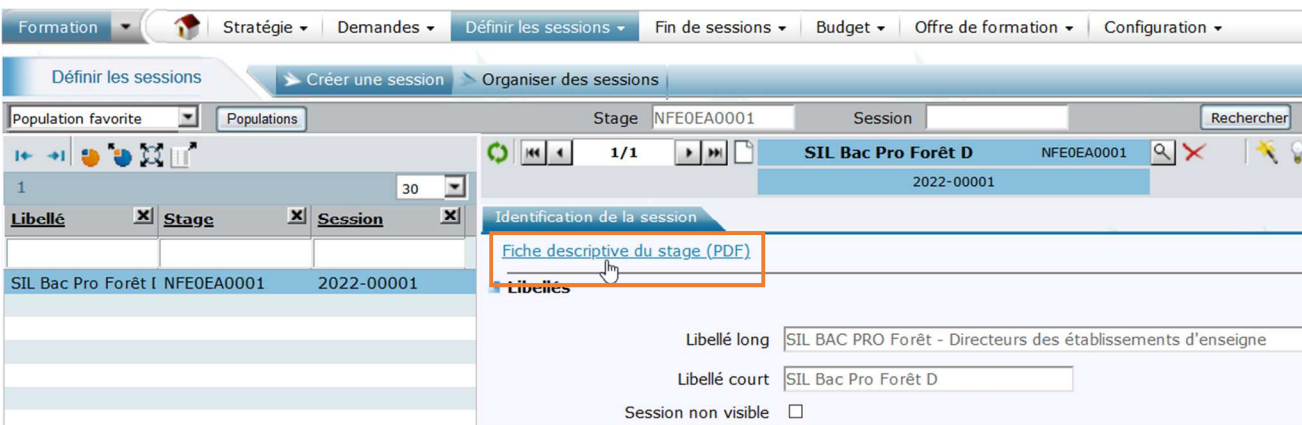 Formation Stratégie Demandes Définir les sessions Fin de sessions Budget Offre de formation Configuration
Définir les sessions Créer une session Organiser des sessions
Population favorite Populations Stage NFE0EA0001 Session Rechercher
1/1 SIL Bac Pro Forêt D NFE0EA0001
2022-00001
1 30
Libellé Stage Session
SIL Bac Pro Forêt NFE0EA0001 2022-00001
Identification de la session
Fiche descriptive du stage (PDF)
Libellés
Libellé long SIL BAC PRO Forêt - Directeurs des établissements d'enseigne
Libellé court SIL Bac Pro Forêt D
Session non visible